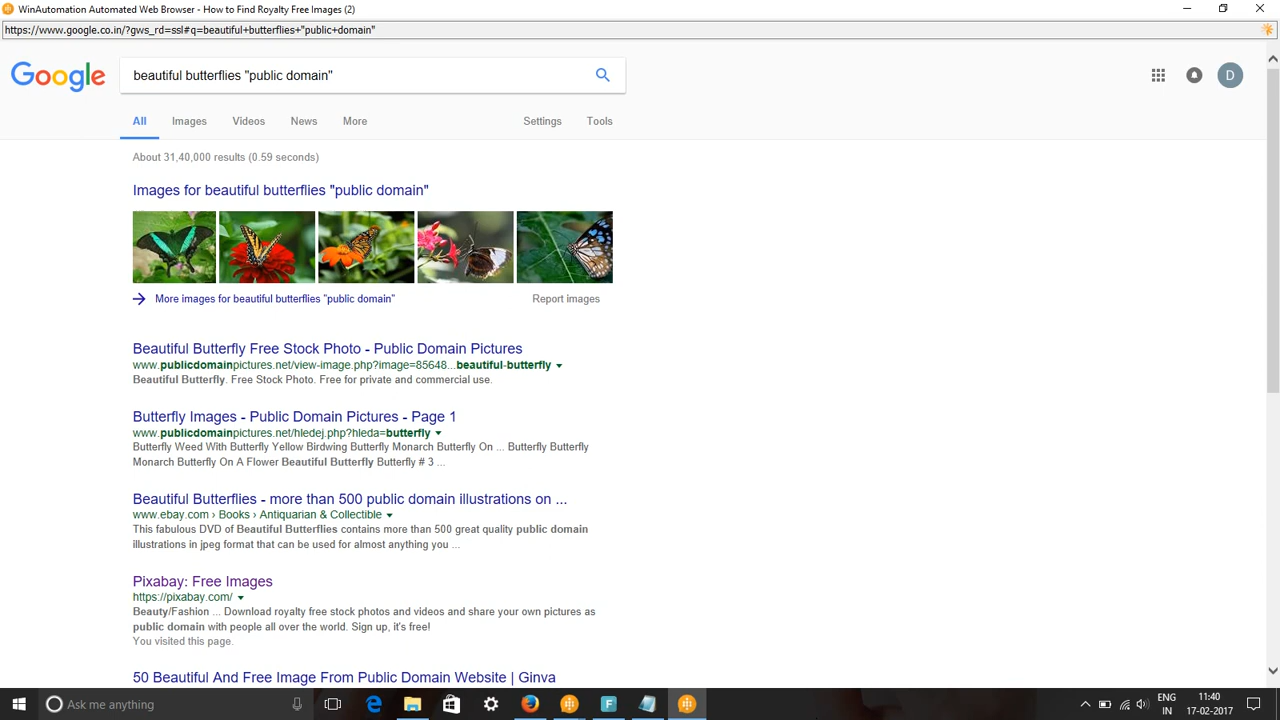 WinAutomation Automated Web Browser - How to Find Royalty Free Images (2)
https://www.google.co.in/?gws_rd=ssl#q=beautiful+butterflies+"public+domain"
Google
beautiful butterflies "public domain"
D
All Images Videos News More Settings Tools
About 31,40,000 results (0.59 seconds)
Images for beautiful butterflies "public domain"
More images for beautiful butterflies "public domain" Report images
Beautiful Butterfly Free Stock Photo - Public Domain Pictures
www.publicdomainpictures.net/view-image.php?image=85648...beautiful-butterfly
Beautiful Butterfly. Free Stock Photo. Free for private and commercial use.
Butterfly Images - Public Domain Pictures - Page 1
www.publicdomainpictures.net/hledej.php?hleda=butterfly
Butterfly Weed With Butterfly Yellow Birdwing Butterfly Monarch Butterfly On ... Butterfly Butterfly
Monarch Butterfly On A Flower Beautiful Butterfly Butterfly # 3 ...
Beautiful Butterflies - more than 500 public domain illustrations on ...
www.ebay.com › Books › Antiquarian & Collectible
This fabulous DVD of Beautiful Butterflies contains more than 500 great quality public domain
illustrations in jpeg format that can be used for almost anything you ...
Pixabay: Free Images
https://pixabay.com/
Beauty/Fashion ... Download royalty free stock photos and videos and share your own pictures as
public domain with people all over the world. Sign up, it's free!
You visited this page.
50 Beautiful And Free Image From Public Domain Website | Ginva
Ask me anything
F
ENG 11:40
IN 17-02-2017